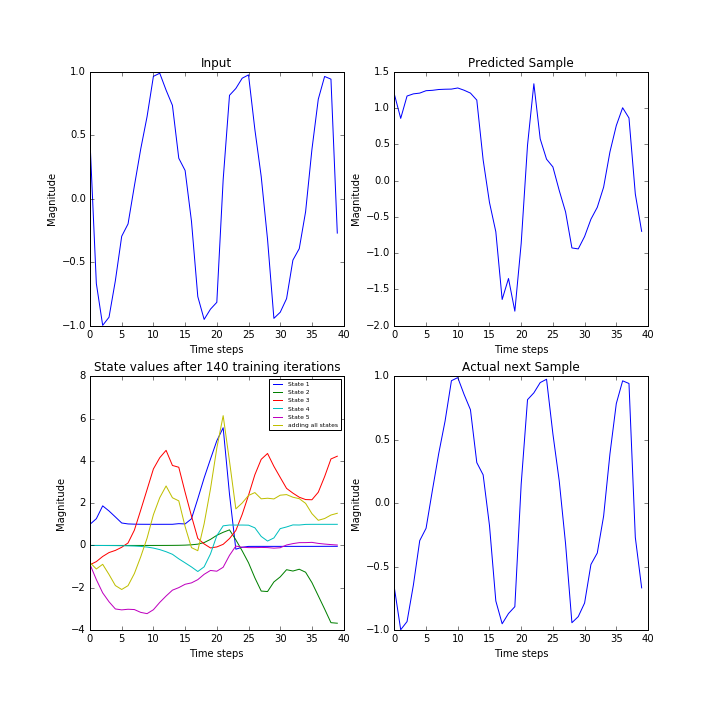 Input
Predicted Sample
1.0
0.5
0.0
−0.5
−1.0
Magnitude
0 5 10 15 20 25 30 35 40
Time steps
1.5
1.0
0.5
0.0
−0.5
−1.0
−1.5
−2.0
Magnitude
0 5 10 15 20 25 30 35 40
Time steps
State values after 140 training iterations
Actual next Sample
8
6
4
2
0
−2
−4
Magnitude
State 1
State 2
State 3
State 4
State 5
adding all states
0 5 10 15 20 25 30 35 40
Time steps
1.0
0.5
0.0
−0.5
−1.0
Magnitude
0 5 10 15 20 25 30 35 40
Time steps